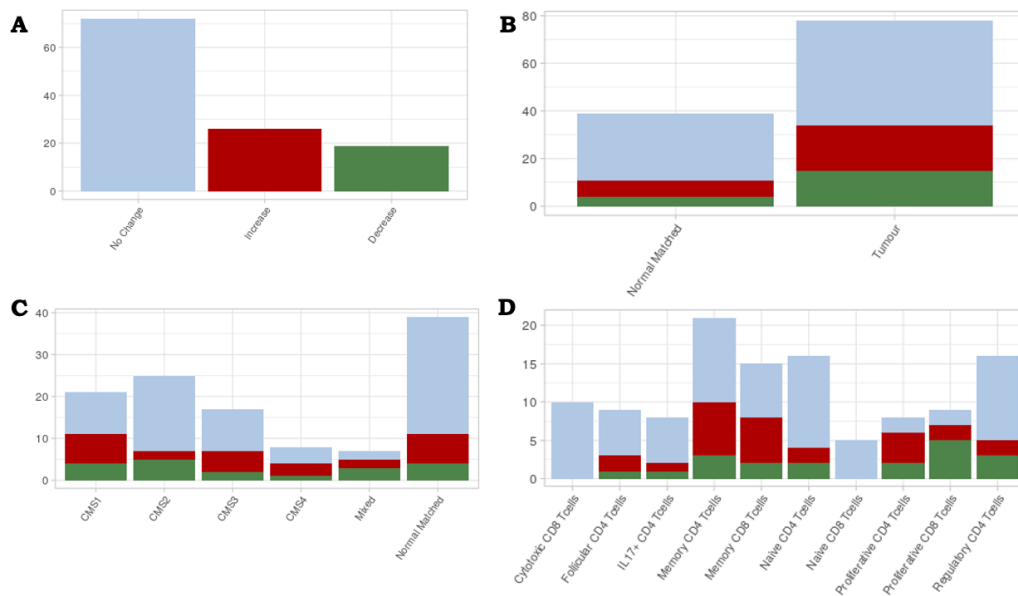 A
60
40
20
0
No Change
Increase
Decrease
B
80
60
40
20
0
Normal Matched
Tumour
C
40
30
20
10
0
CMS1
CMS2
CMS3
CMS4
Mixed
Normal Matched
D
20
15
10
5
0
Cytotoxic CD8 Tcells
Follicular CD4 Tcells
IL17+ CD4 Tcells
Memory CD4 Tcells
Memory CD8 Tcells
Naive CD4 Tcells
Naive CD8 Tcells
Proliferative CD4 Tcells
Proliferative CD8 Tcells
Regulatory CD4 Tcells